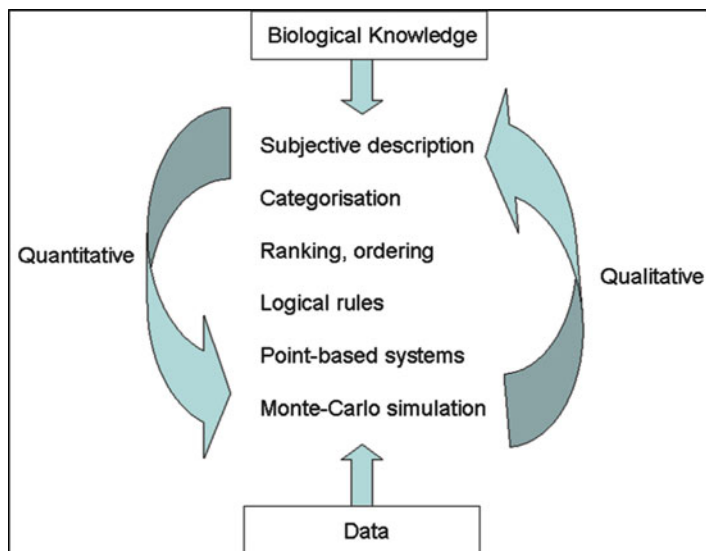 Biological Knowledge
Subjective description
Categorisation
Quantitative
Ranking, ordering
Qualitative
Logical rules
Point-based systems
Monte-Carlo simulation
Data